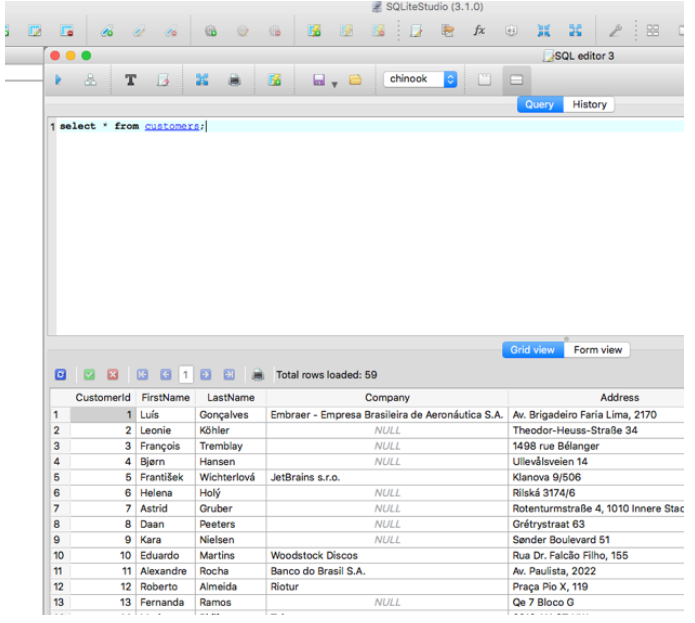 SQLiteStudio (3.1.0)
SQL editor 3
chinook
Query History
1 select * from customers;
Grid view Form view
1 Total rows loaded: 59
CustomerId FirstName LastName Company Address
1 1 Luís Gonçalves Embraer - Empresa Brasileira de Aeronáutica S.A. Av. Brigadeiro Faria Lima, 2170
2 2 Leonie Köhler NULL Theodor-Heuss-Straße 34
3 3 François Tremblay NULL 1498 rue Bélanger
4 4 Bjørn Hansen NULL Ullevålsveien 14
5 5 František Wichterlová JetBrains s.r.o. Klanova 9/506
6 6 Helena Holý NULL Rilská 3174/6
7 7 Astrid Gruber NULL Rotenturmstraße 4, 1010 Innere Stac
8 8 Daan Peeters NULL Grétrystraat 63
9 9 Kara Nielsen NULL Sønder Boulevard 51
10 10 Eduardo Martins Woodstock Discos Rua Dr. Falcão Filho, 155
11 11 Alexandre Rocha Banco do Brasil S.A. Av. Paulista, 2022
12 12 Roberto Almeida Riotur Praça Pio X, 119
13 13 Fernanda Ramos NULL Qe 7 Bloco G